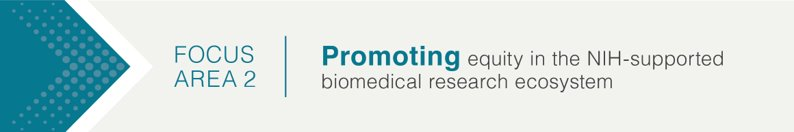 FOCUS
AREA 2
Promoting equity in the NIH-supported
biomedical research ecosystem